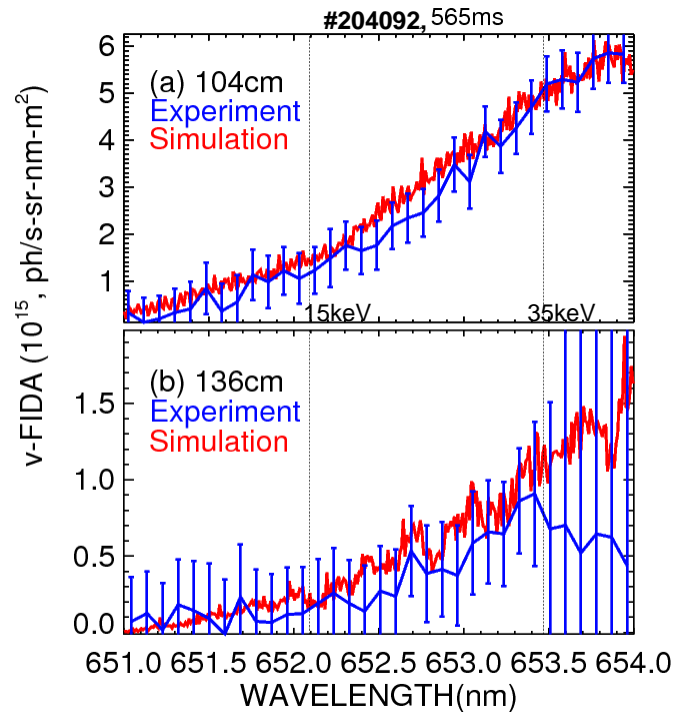 #204092, 565ms
6
(a) 104cm
5
Experiment
4
Simulation
3
2
1
15keV 35keV
v-FIDA (10¹⁵, ph/s-sr-nm-m²)
(b) 136cm
1.5
Experiment
Simulation
1.0
0.5
0.0
651.0 651.5 652.0 652.5 653.0 653.5 654.0
WAVELENGTH(nm)